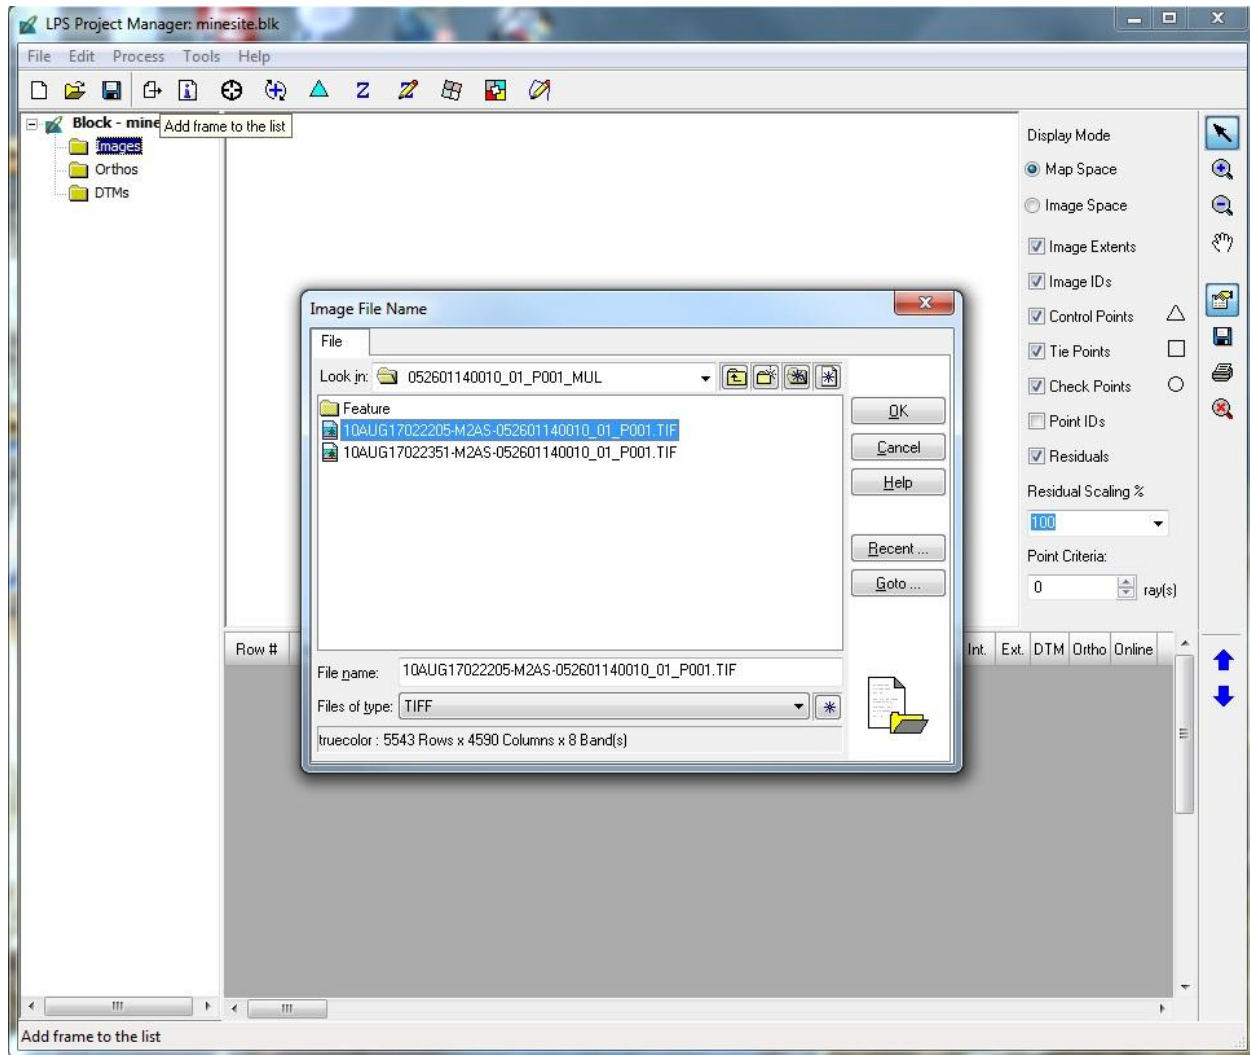 LPS Project Manager: minesite.blk
File Edit Process Tools Help
Z Z
Block - mine
Add frame to the list
Images
Orthos
DTMs
Display Mode
Map Space
Image Space
Image Extents
Image IDs
Control Points
Tie Points
Check Points
Point IDs
Residuals
Residual Scaling %
100
Point Criteria:
0 ray(s)
Image File Name
File
Look in: 052601140010_01_P001_MUL
Feature
10AUG17022205-M2AS-052601140010_01_P001.TIF
10AUG17022351-M2AS-052601140010_01_P001.TIF
OK
Cancel
Help
Recent ...
Goto ...
File name: 10AUG17022205-M2AS-052601140010_01_P001.TIF
Files of type: TIFF
truecolor : 5543 Rows x 4590 Columns x 8 Band(s)
Row # Int. Ext. DTM Ortho Online
Add frame to the list